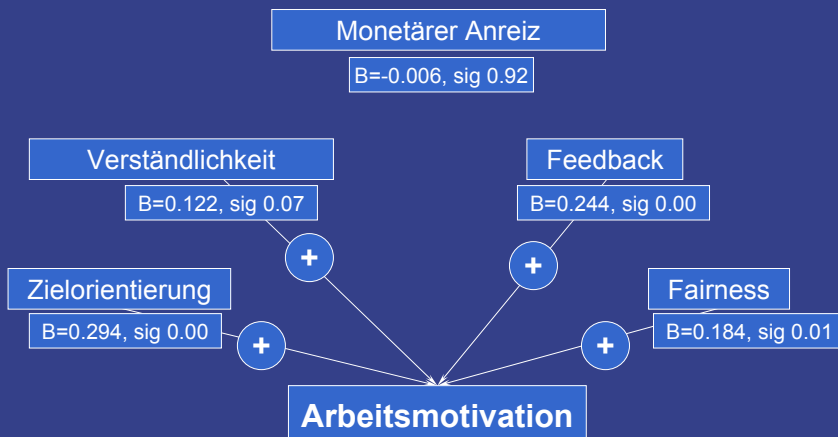 Monetärer Anreiz
B=-0.006, sig 0.92
Verständlichkeit
B=0.122, sig 0.07
Feedback
B=0.244, sig 0.00
+
+
Zielorientierung
B=0.294, sig 0.00
+
Fairness
B=0.184, sig 0.01
+
Arbeitsmotivation